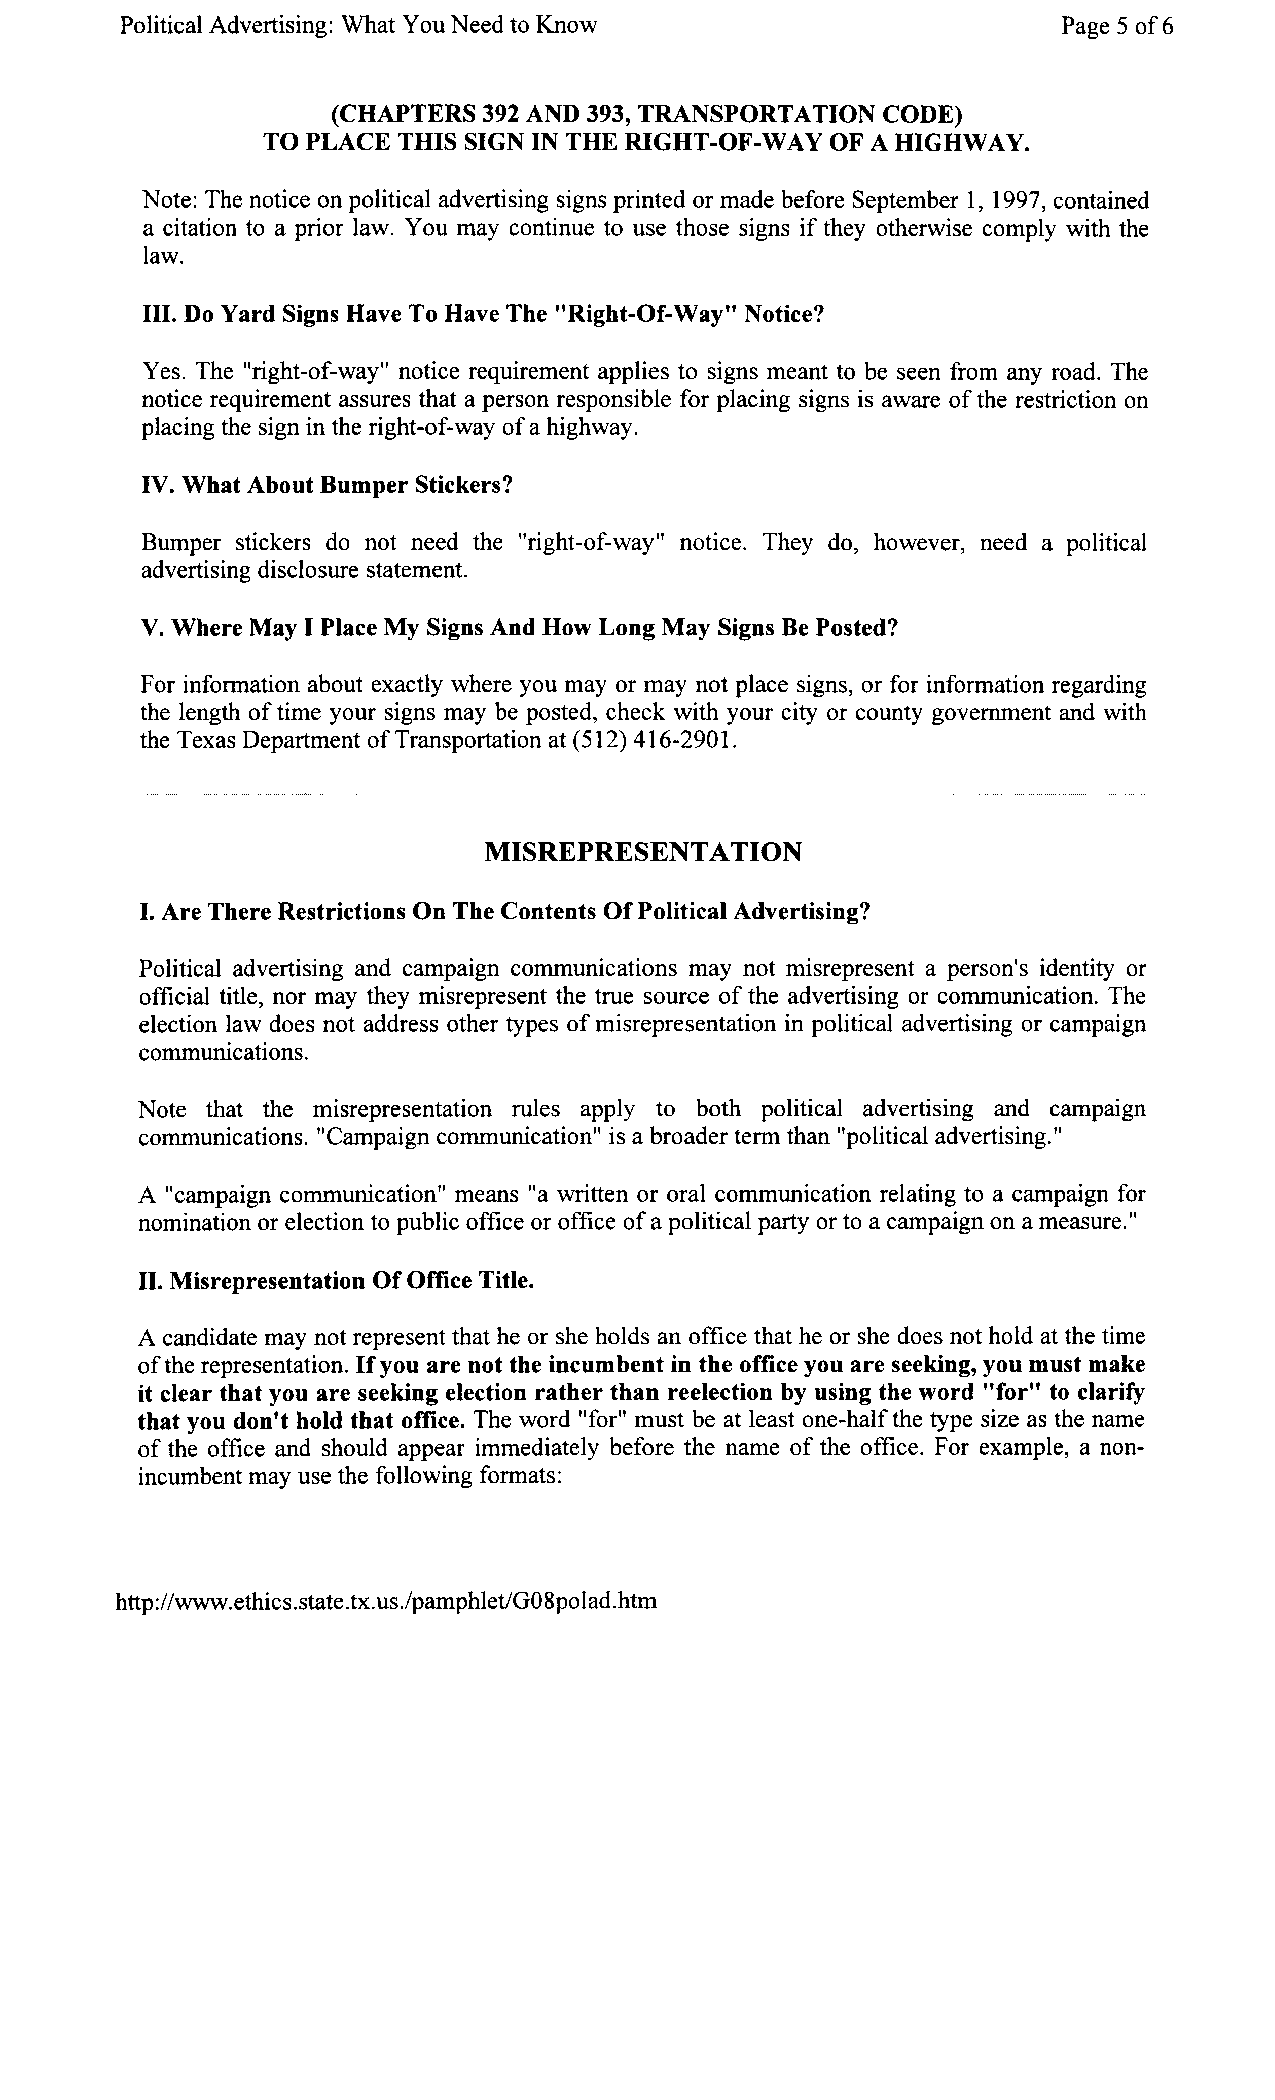 Political Advertising: What You Need to Know Page 5 of 6
(CHAPTERS 392 AND 393, TRANSPORTATION CODE)
TO PLACE THIS SIGN IN THE RIGHT-OF-WAY OF A HIGHWAY.
Note: The notice on political advertising signs printed or made before September 1, 1997, contained
a citation to a prior law. You may continue to use those signs if they otherwise comply with the
law.
III. Do Yard Signs Have To Have The "Right-Of-Way" Notice?
Yes. The "right-of-way" notice requirement applies to signs meant to be seen from any road. The
notice requirement assures that a person responsible for placing signs is aware of the restriction on
placing the sign in the right-of-way of a highway.
IV. What About Bumper Stickers?
Bumper stickers do not need the "right-of-way" notice. They do, however, need a political
advertising disclosure statement.
V. Where May I Place My Signs And How Long May Signs Be Posted?
For information about exactly where you may or may not place signs, or for information regarding
the length of time your signs may be posted, check with your city or county government and with
the Texas Department of Transportation at (512) 416-2901.
MISREPRESENTATION
I. Are There Restrictions On The Contents Of Political Advertising?
Political advertising and campaign communications may not misrepresent a person's identity or
official title, nor may they misrepresent the true source of the advertising or communication. The
election law does not address other types of misrepresentation in political advertising or campaign
communications.
Note that the misrepresentation rules apply to both political advertising and campaign
communications. "Campaign communication" is a broader term than "political advertising."
A "campaign communication" means "a written or oral communication relating to a campaign for
nomination or election to public office or office of a political party or to a campaign on a measure."
II. Misrepresentation Of Office Title.
A candidate may not represent that he or she holds an office that he or she does not hold at the time
of the representation. If you are not the incumbent in the office you are seeking, you must make
it clear that you are seeking election rather than reelection by using the word "for" to clarify
that you don't hold that office. The word "for" must be at least one-half the type size as the name
of the office and should appear immediately before the name of the office. For example, a non-
incumbent may use the following formats:
http://www.ethics.state.tx.us./pamphlet/G08polad.htm